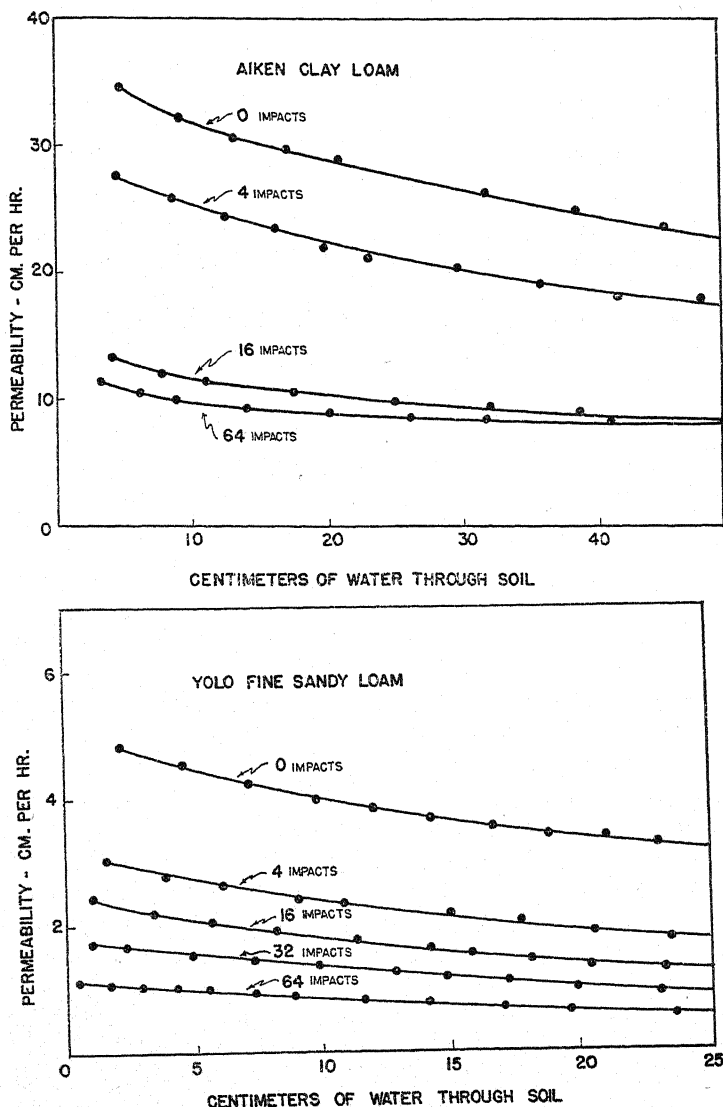 40
AIKEN CLAY LOAM
0 IMPACTS
30
4 IMPACTS
20
PERMEABILITY - CM. PER HR.
16 IMPACTS
10
64 IMPACTS
0
10 20 30 40
CENTIMETERS OF WATER THROUGH SOIL
0
6
YOLO FINE SANDY LOAM
0 IMPACTS
4
PERMEABILITY - CM. PER HR.
4 IMPACTS
16 IMPACTS
2
32 IMPACTS
64 IMPACTS
0 5 10 15 20 25
CENTIMETERS OF WATER THROUGH SOIL